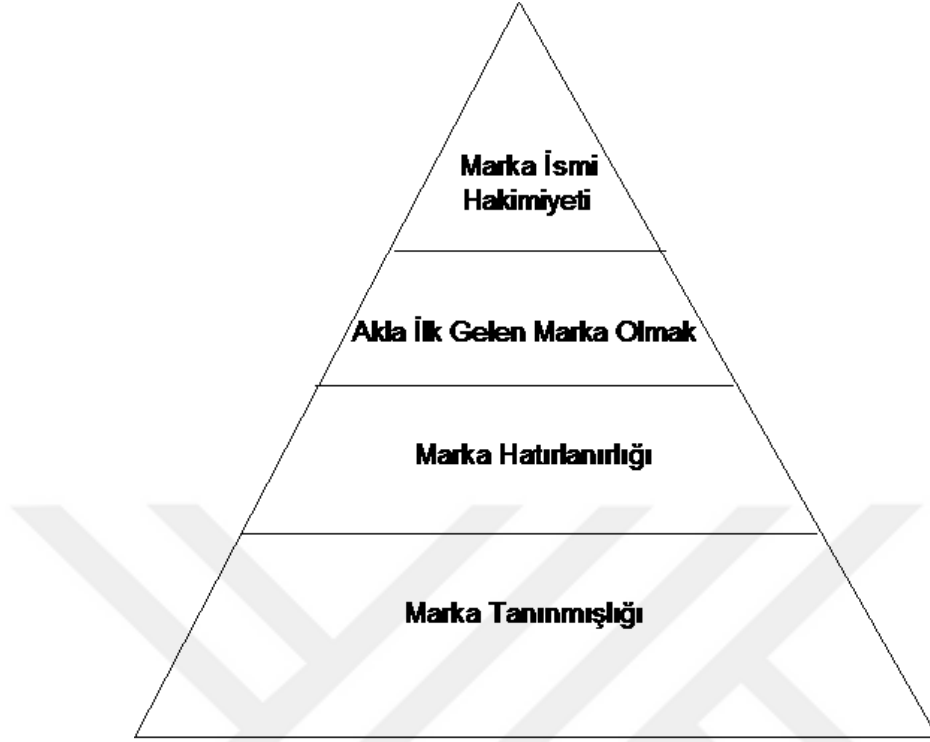 Marka İsmi
Hakimiyeti
Akla İlk Gelen Marka Olmak
Marka Hatırlanırlığı
Marka Tanınmışlığı